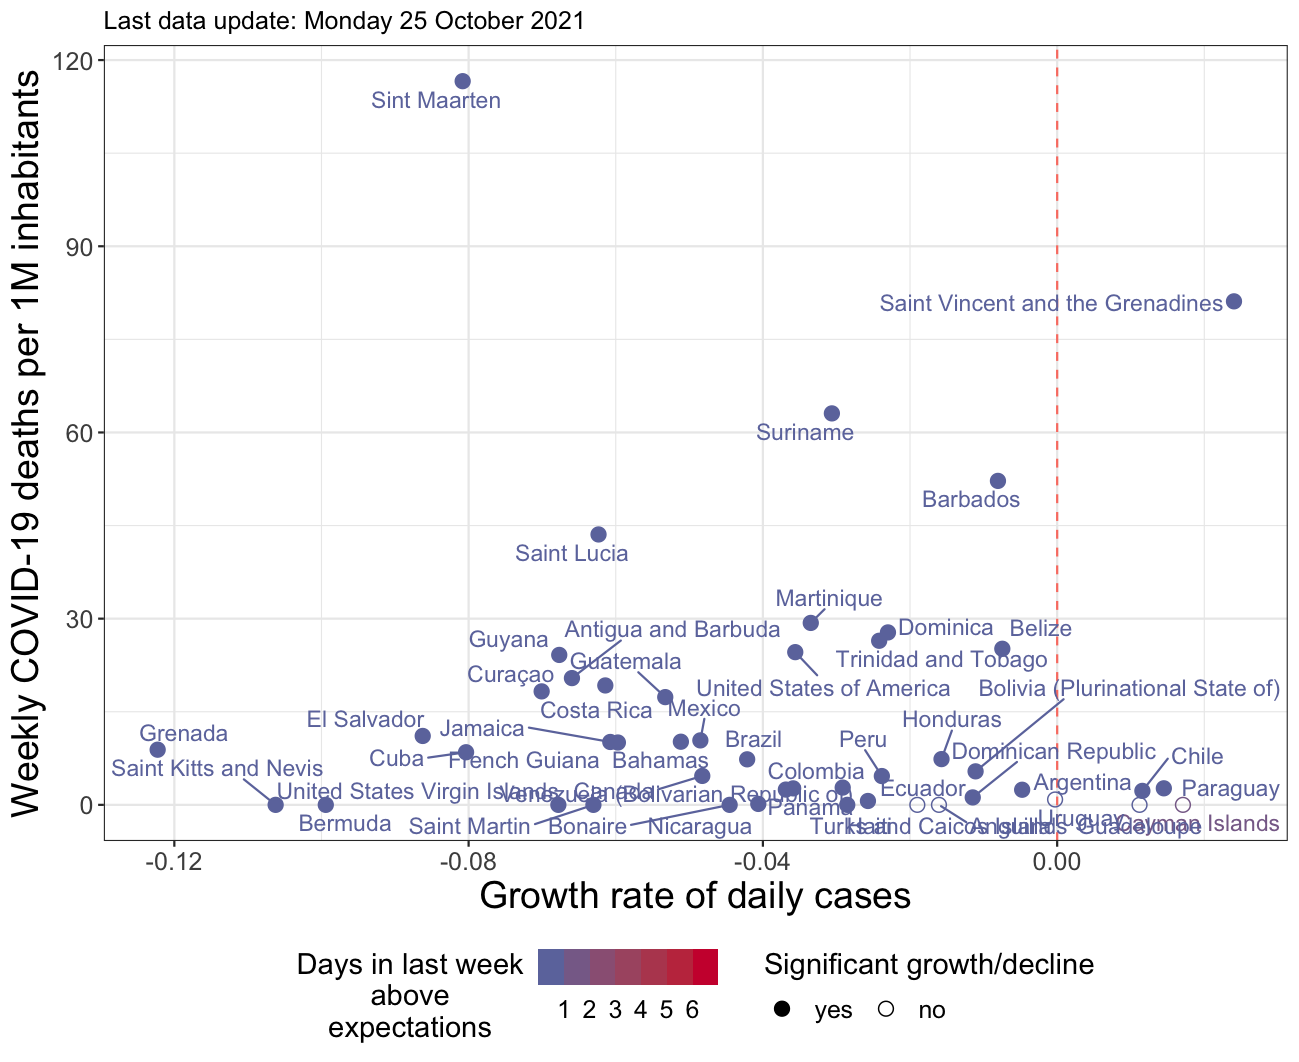 Last data update: Monday 25 October 2021
Weekly COVID-19 deaths per 1M inhabitants
120
90
60
30
0
Sint Maarten
Saint Vincent and the Grenadines
Suriname
Barbados
Saint Lucia
Martinique
Antigua and Barbuda
Dominica
Belize
Guyana
Guatemala
Trinidad and Tobago
Curaçao
United States of America
Bolivia (Plurinational State of)
Costa Rica
Mexico
El Salvador
Jamaica
Honduras
Grenada
Brazil
Peru
Cuba
French Guiana
Bahamas
Dominican Republic
Chile
Saint Kitts and Nevis
Colombia
United States Virgin Islands
Canada
Venezuela (Bolivarian Republic of)
Ecuador
Argentina
Paraguay
Panama
Uruguay
Bermuda
Saint Martin
Bonaire
Nicaragua
Turks and Caicos Islands
Haiti
Anguilla
Guadeloupe
Cayman Islands
-0.12
-0.08
-0.04
0.00
Growth rate of daily cases
Days in last week
above
expectations
1 2 3 4 5 6
Significant growth/decline
yes
no